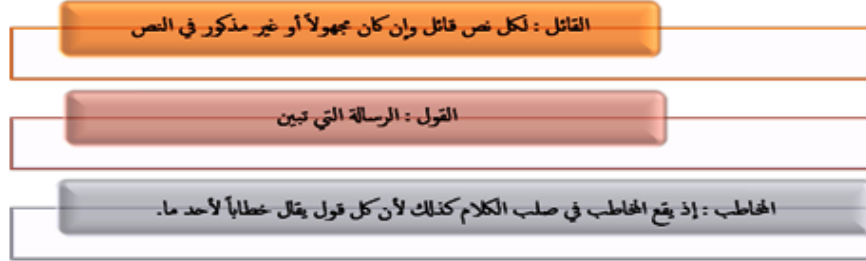 القائل : لكل نص قائل وإن كان مجهولاً أو غير مذكور في النص
القول : الرسالة التي تبين
المخاطب : إذ يقع المخاطب في صلب الكلام كذلك لأن كل قول يقال خطاباً لأحد ما.